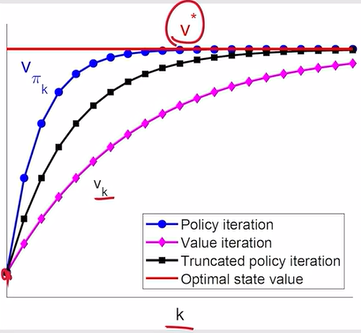 v*
v_πk
v_k
Policy iteration
Value iteration
Truncated policy iteration
Optimal state value
k